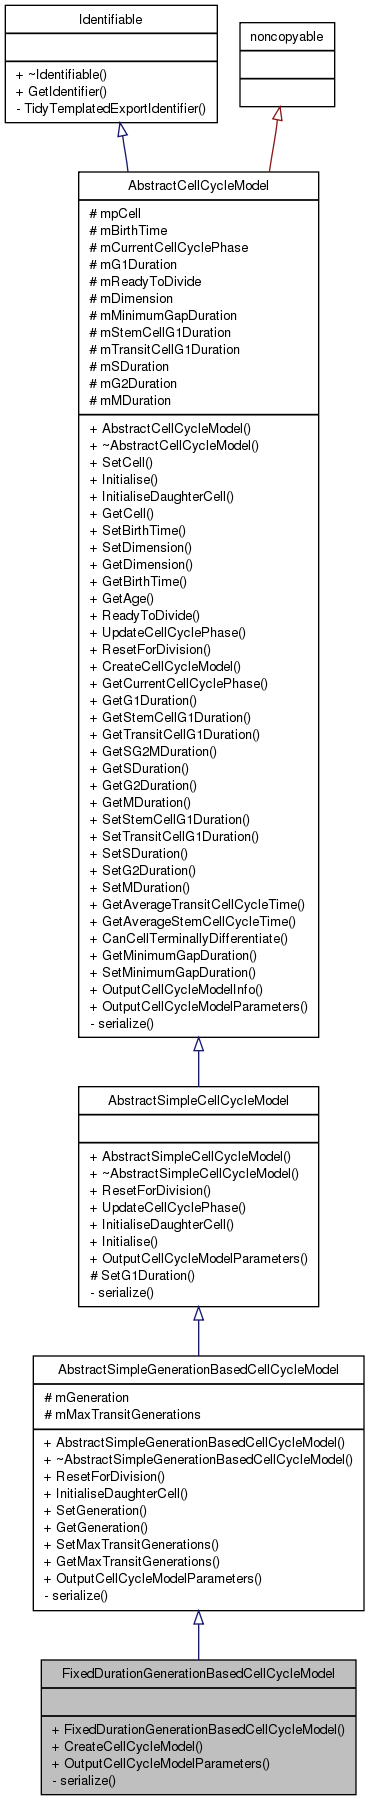 Identifiable
+ ~Identifiable()
+ GetIdentifier()
- TidyTemplatedExportIdentifier()
noncopyable
AbstractCellCycleModel
# mpCell
# mBirthTime
# mCurrentCellCyclePhase
# mG1Duration
# mReadyToDivide
# mDimension
# mMinimumGapDuration
# mStemCellG1Duration
# mTransitCellG1Duration
# mSDuration
# mG2Duration
# mMDuration
+ AbstractCellCycleModel()
+ ~AbstractCellCycleModel()
+ SetCell()
+ Initialise()
+ InitialiseDaughterCell()
+ GetCell()
+ SetBirthTime()
+ SetDimension()
+ GetDimension()
+ GetBirthTime()
+ GetAge()
+ ReadyToDivide()
+ UpdateCellCyclePhase()
+ ResetForDivision()
+ CreateCellCycleModel()
+ GetCurrentCellCyclePhase()
+ GetG1Duration()
+ GetStemCellG1Duration()
+ GetTransitCellG1Duration()
+ GetSG2MDuration()
+ GetSDuration()
+ GetG2Duration()
+ GetMDuration()
+ SetStemCellG1Duration()
+ SetTransitCellG1Duration()
+ SetSDuration()
+ SetG2Duration()
+ SetMDuration()
+ GetAverageTransitCellCycleTime()
+ GetAverageStemCellCycleTime()
+ CanCellTerminallyDifferentiate()
+ GetMinimumGapDuration()
+ SetMinimumGapDuration()
+ OutputCellCycleModelInfo()
+ OutputCellCycleModelParameters()
- serialize()
AbstractSimpleCellCycleModel
+ AbstractSimpleCellCycleModel()
+ ~AbstractSimpleCellCycleModel()
+ ResetForDivision()
+ UpdateCellCyclePhase()
+ InitialiseDaughterCell()
+ Initialise()
+ OutputCellCycleModelParameters()
# SetG1Duration()
- serialize()
AbstractSimpleGenerationBasedCellCycleModel
# mGeneration
# mMaxTransitGenerations
+ AbstractSimpleGenerationBasedCellCycleModel()
+ ~AbstractSimpleGenerationBasedCellCycleModel()
+ ResetForDivision()
+ InitialiseDaughterCell()
+ SetGeneration()
+ GetGeneration()
+ SetMaxTransitGenerations()
+ GetMaxTransitGenerations()
+ OutputCellCycleModelParameters()
- serialize()
FixedDurationGenerationBasedCellCycleModel
+ FixedDurationGenerationBasedCellCycleModel()
+ CreateCellCycleModel()
+ OutputCellCycleModelParameters()
- serialize()